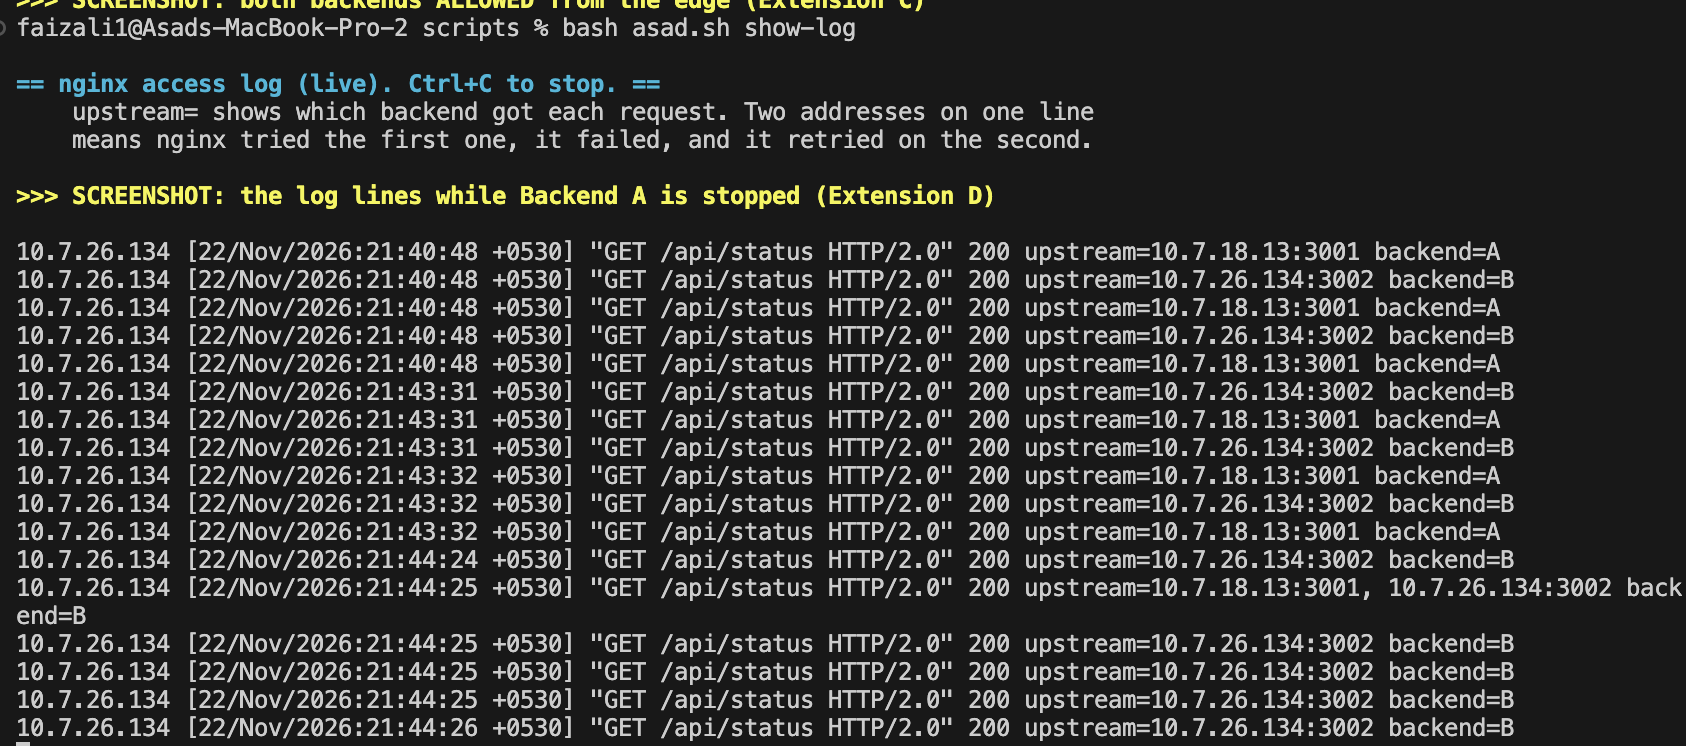 >>> SCREENSHOT: both backends ALLOWED from the edge (Extension C)
faizali1@Asads-MacBook-Pro-2 scripts % bash asad.sh show-log
== nginx access log (live). Ctrl+C to stop. ==
upstream= shows which backend got each request. Two addresses on one line
means nginx tried the first one, it failed, and it retried on the second.
>>> SCREENSHOT: the log lines while Backend A is stopped (Extension D)
10.7.26.134 [22/Nov/2026:21:40:48 +0530] "GET /api/status HTTP/2.0" 200 upstream=10.7.18.13:3001 backend=A
10.7.26.134 [22/Nov/2026:21:40:48 +0530] "GET /api/status HTTP/2.0" 200 upstream=10.7.26.134:3002 backend=B
10.7.26.134 [22/Nov/2026:21:40:48 +0530] "GET /api/status HTTP/2.0" 200 upstream=10.7.18.13:3001 backend=A
10.7.26.134 [22/Nov/2026:21:40:48 +0530] "GET /api/status HTTP/2.0" 200 upstream=10.7.26.134:3002 backend=B
10.7.26.134 [22/Nov/2026:21:40:48 +0530] "GET /api/status HTTP/2.0" 200 upstream=10.7.18.13:3001 backend=A
10.7.26.134 [22/Nov/2026:21:43:31 +0530] "GET /api/status HTTP/2.0" 200 upstream=10.7.26.134:3002 backend=B
10.7.26.134 [22/Nov/2026:21:43:31 +0530] "GET /api/status HTTP/2.0" 200 upstream=10.7.18.13:3001 backend=A
10.7.26.134 [22/Nov/2026:21:43:31 +0530] "GET /api/status HTTP/2.0" 200 upstream=10.7.26.134:3002 backend=B
10.7.26.134 [22/Nov/2026:21:43:32 +0530] "GET /api/status HTTP/2.0" 200 upstream=10.7.18.13:3001 backend=A
10.7.26.134 [22/Nov/2026:21:43:32 +0530] "GET /api/status HTTP/2.0" 200 upstream=10.7.26.134:3002 backend=B
10.7.26.134 [22/Nov/2026:21:43:32 +0530] "GET /api/status HTTP/2.0" 200 upstream=10.7.18.13:3001 backend=A
10.7.26.134 [22/Nov/2026:21:44:24 +0530] "GET /api/status HTTP/2.0" 200 upstream=10.7.26.134:3002 backend=B
10.7.26.134 [22/Nov/2026:21:44:25 +0530] "GET /api/status HTTP/2.0" 200 upstream=10.7.18.13:3001, 10.7.26.134:3002 back
end=B
10.7.26.134 [22/Nov/2026:21:44:25 +0530] "GET /api/status HTTP/2.0" 200 upstream=10.7.26.134:3002 backend=B
10.7.26.134 [22/Nov/2026:21:44:25 +0530] "GET /api/status HTTP/2.0" 200 upstream=10.7.26.134:3002 backend=B
10.7.26.134 [22/Nov/2026:21:44:25 +0530] "GET /api/status HTTP/2.0" 200 upstream=10.7.26.134:3002 backend=B
10.7.26.134 [22/Nov/2026:21:44:26 +0530] "GET /api/status HTTP/2.0" 200 upstream=10.7.26.134:3002 backend=B